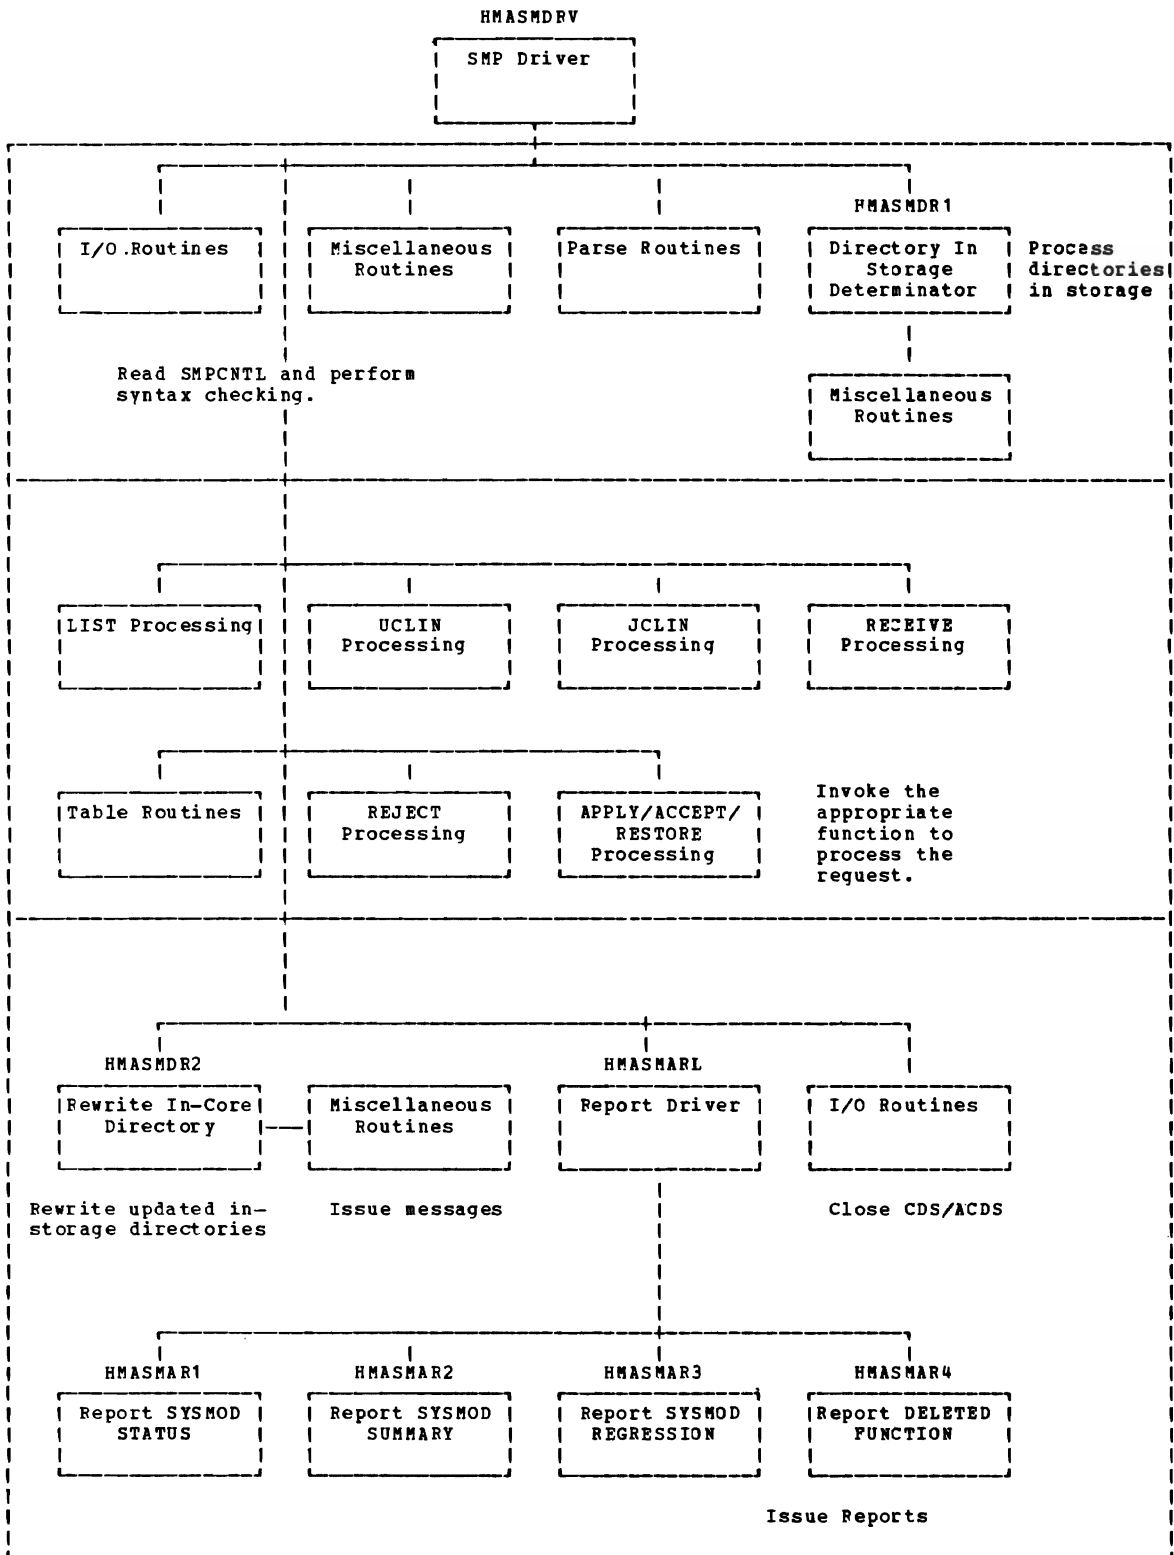 HMASMDRV
SMP Driver
HMASMDR1
I/O.Routines
Miscellaneous
Routines
Parse Routines
Directory In
Storage
Determinator
Process
directories
in storage
Read SMPCNTL and perform
syntax checking.
Miscellaneous
Routines
LIST Processing
UCLIN
Processing
JCLIN
Processing
RECEIVE
Processing
Table Routines
REJECT
Processing
APPLY/ACCEPT/
RESTORE
Processing
Invoke the
appropriate
function to
process the
request.
HMASMDR2
HMASMARL
Rewrite In-Core
Directory
Miscellaneous
Routines
Report Driver
I/O Routines
Rewrite updated in-
storage directories
Issue messages
Close CDS/ACDS
HMASMAR1
HMASMAR2
HMASMAR3
HMASMAR4
Report SYSMOD
STATUS
Report SYSMOD
SUMMARY
Report SYSMOD
REGRESSION
Report DELETED
FUNCTION
Issue Reports